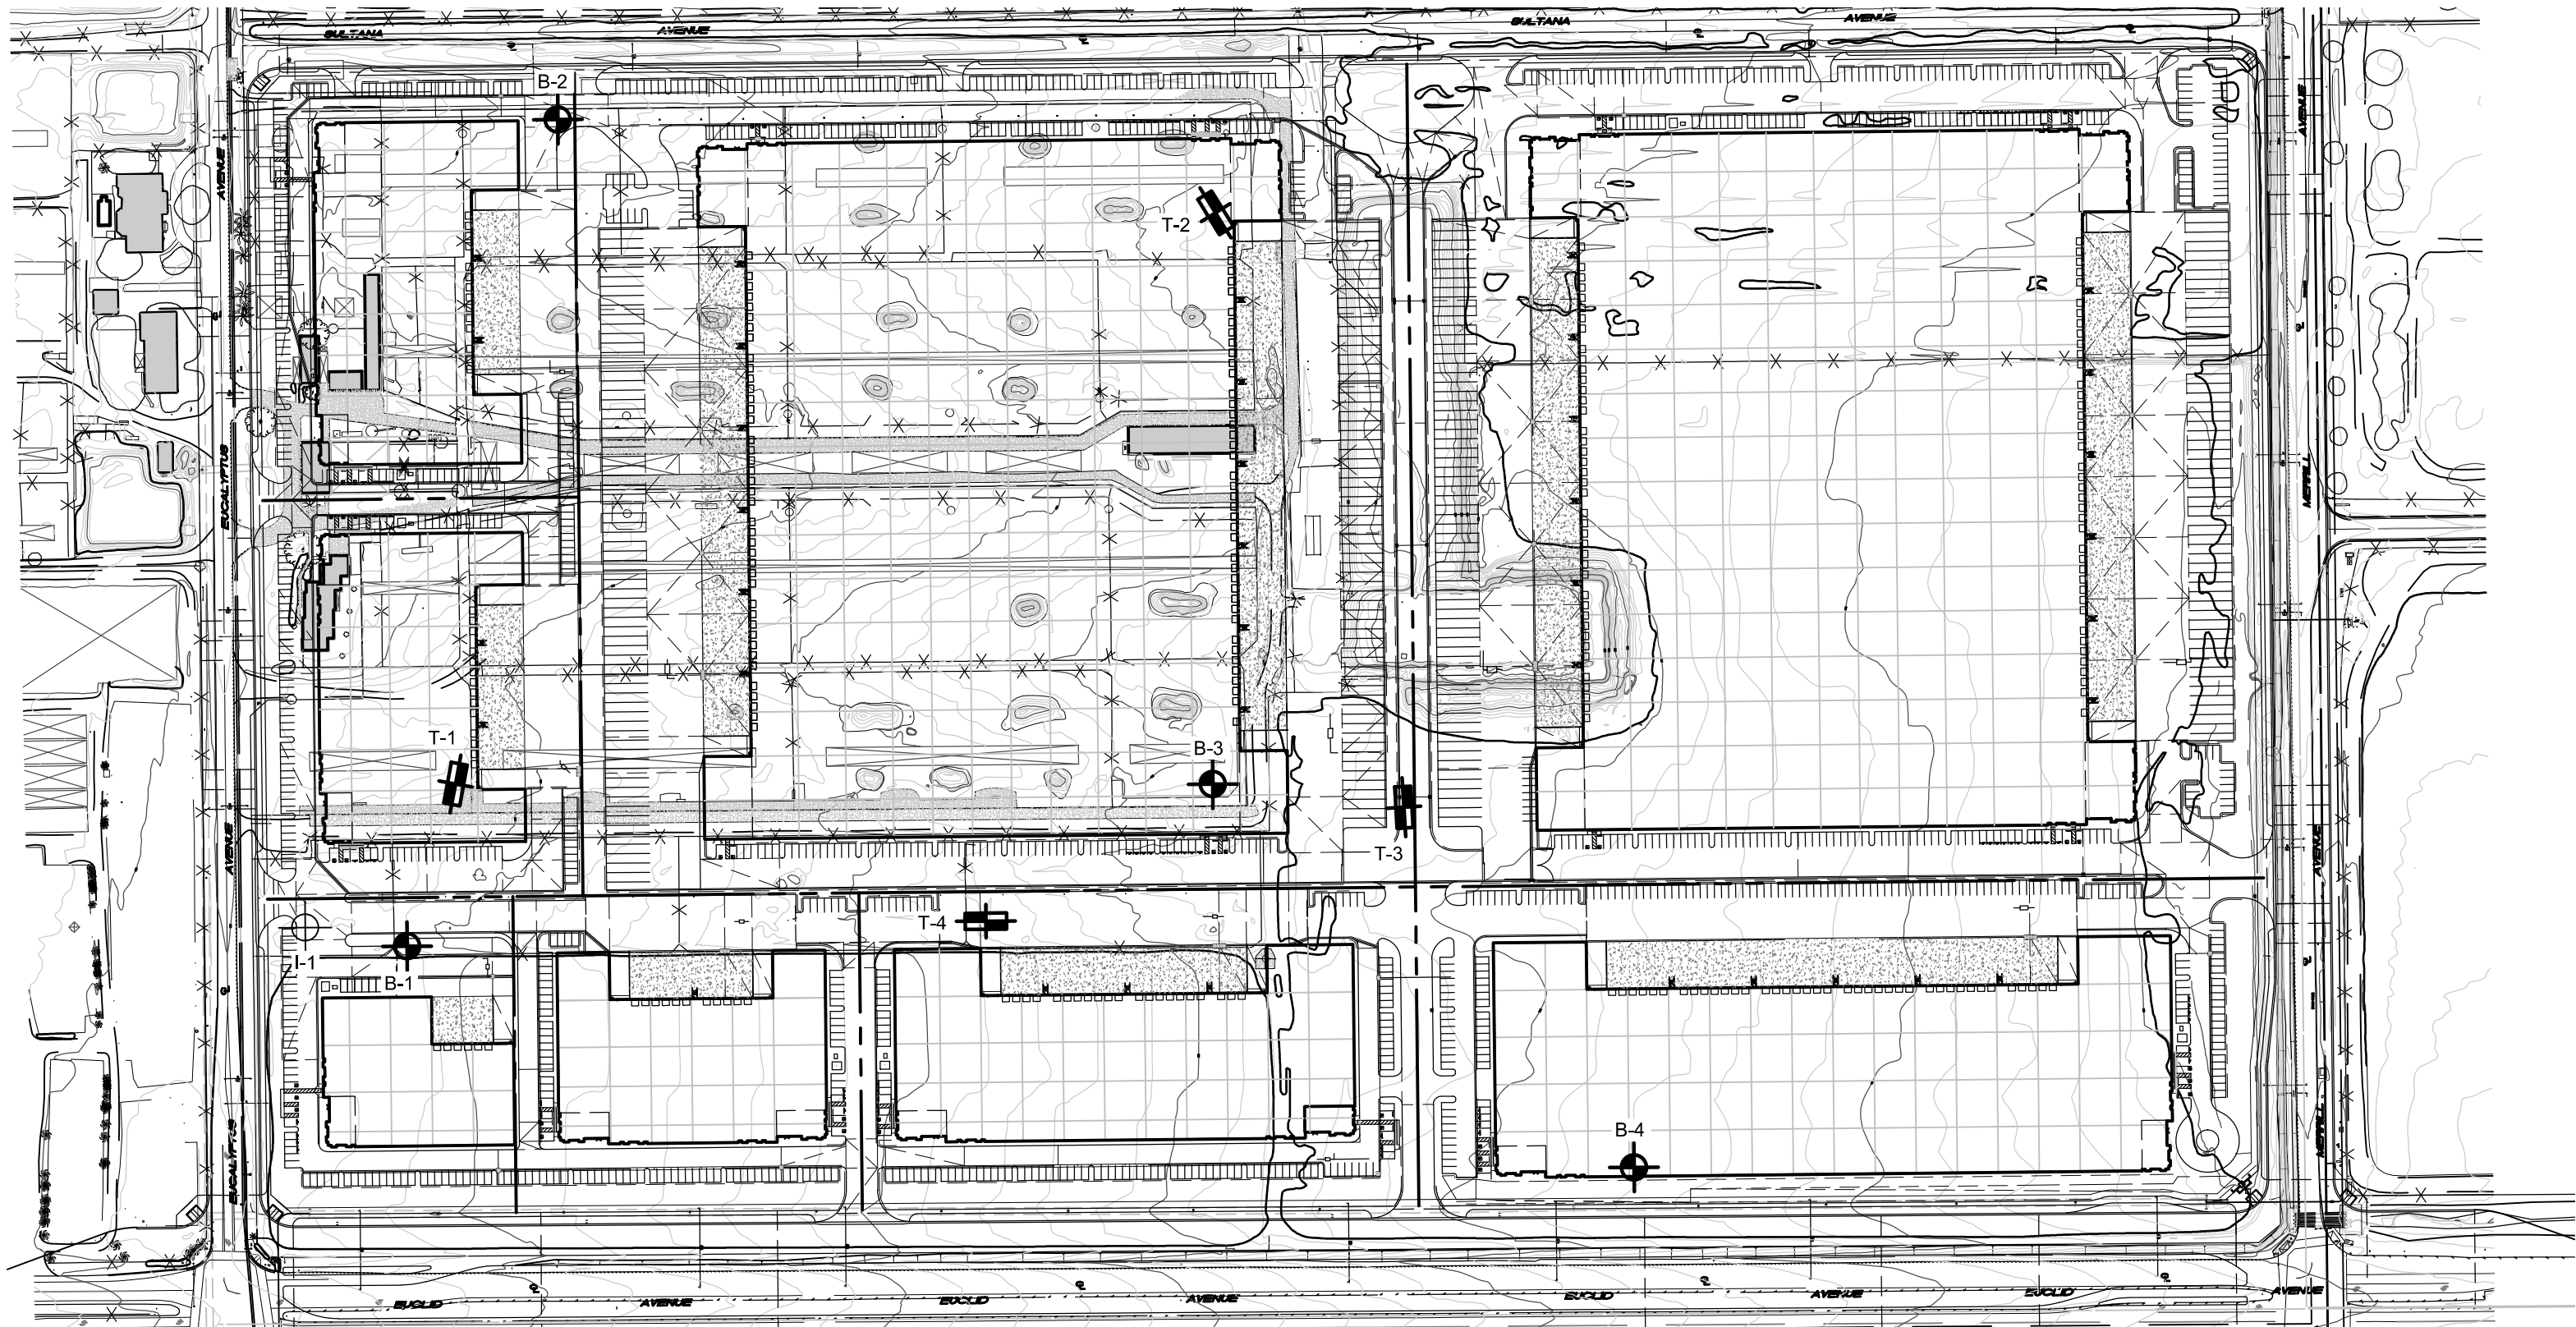 SULTANA AVENUE SULTANA AVENUE
B-2
AVENUE
AVENUE
T-2
EUCALYPTUS
MERRILL
T-1
B-3
AVENUE
AVENUE
T-3
T-4
I-1
B-1
B-4
EUCALYPTUS
MERRILL
EUCLID AVENUE EUCLID AVENUE EUCLID AVENUE EUCLID AVENUE